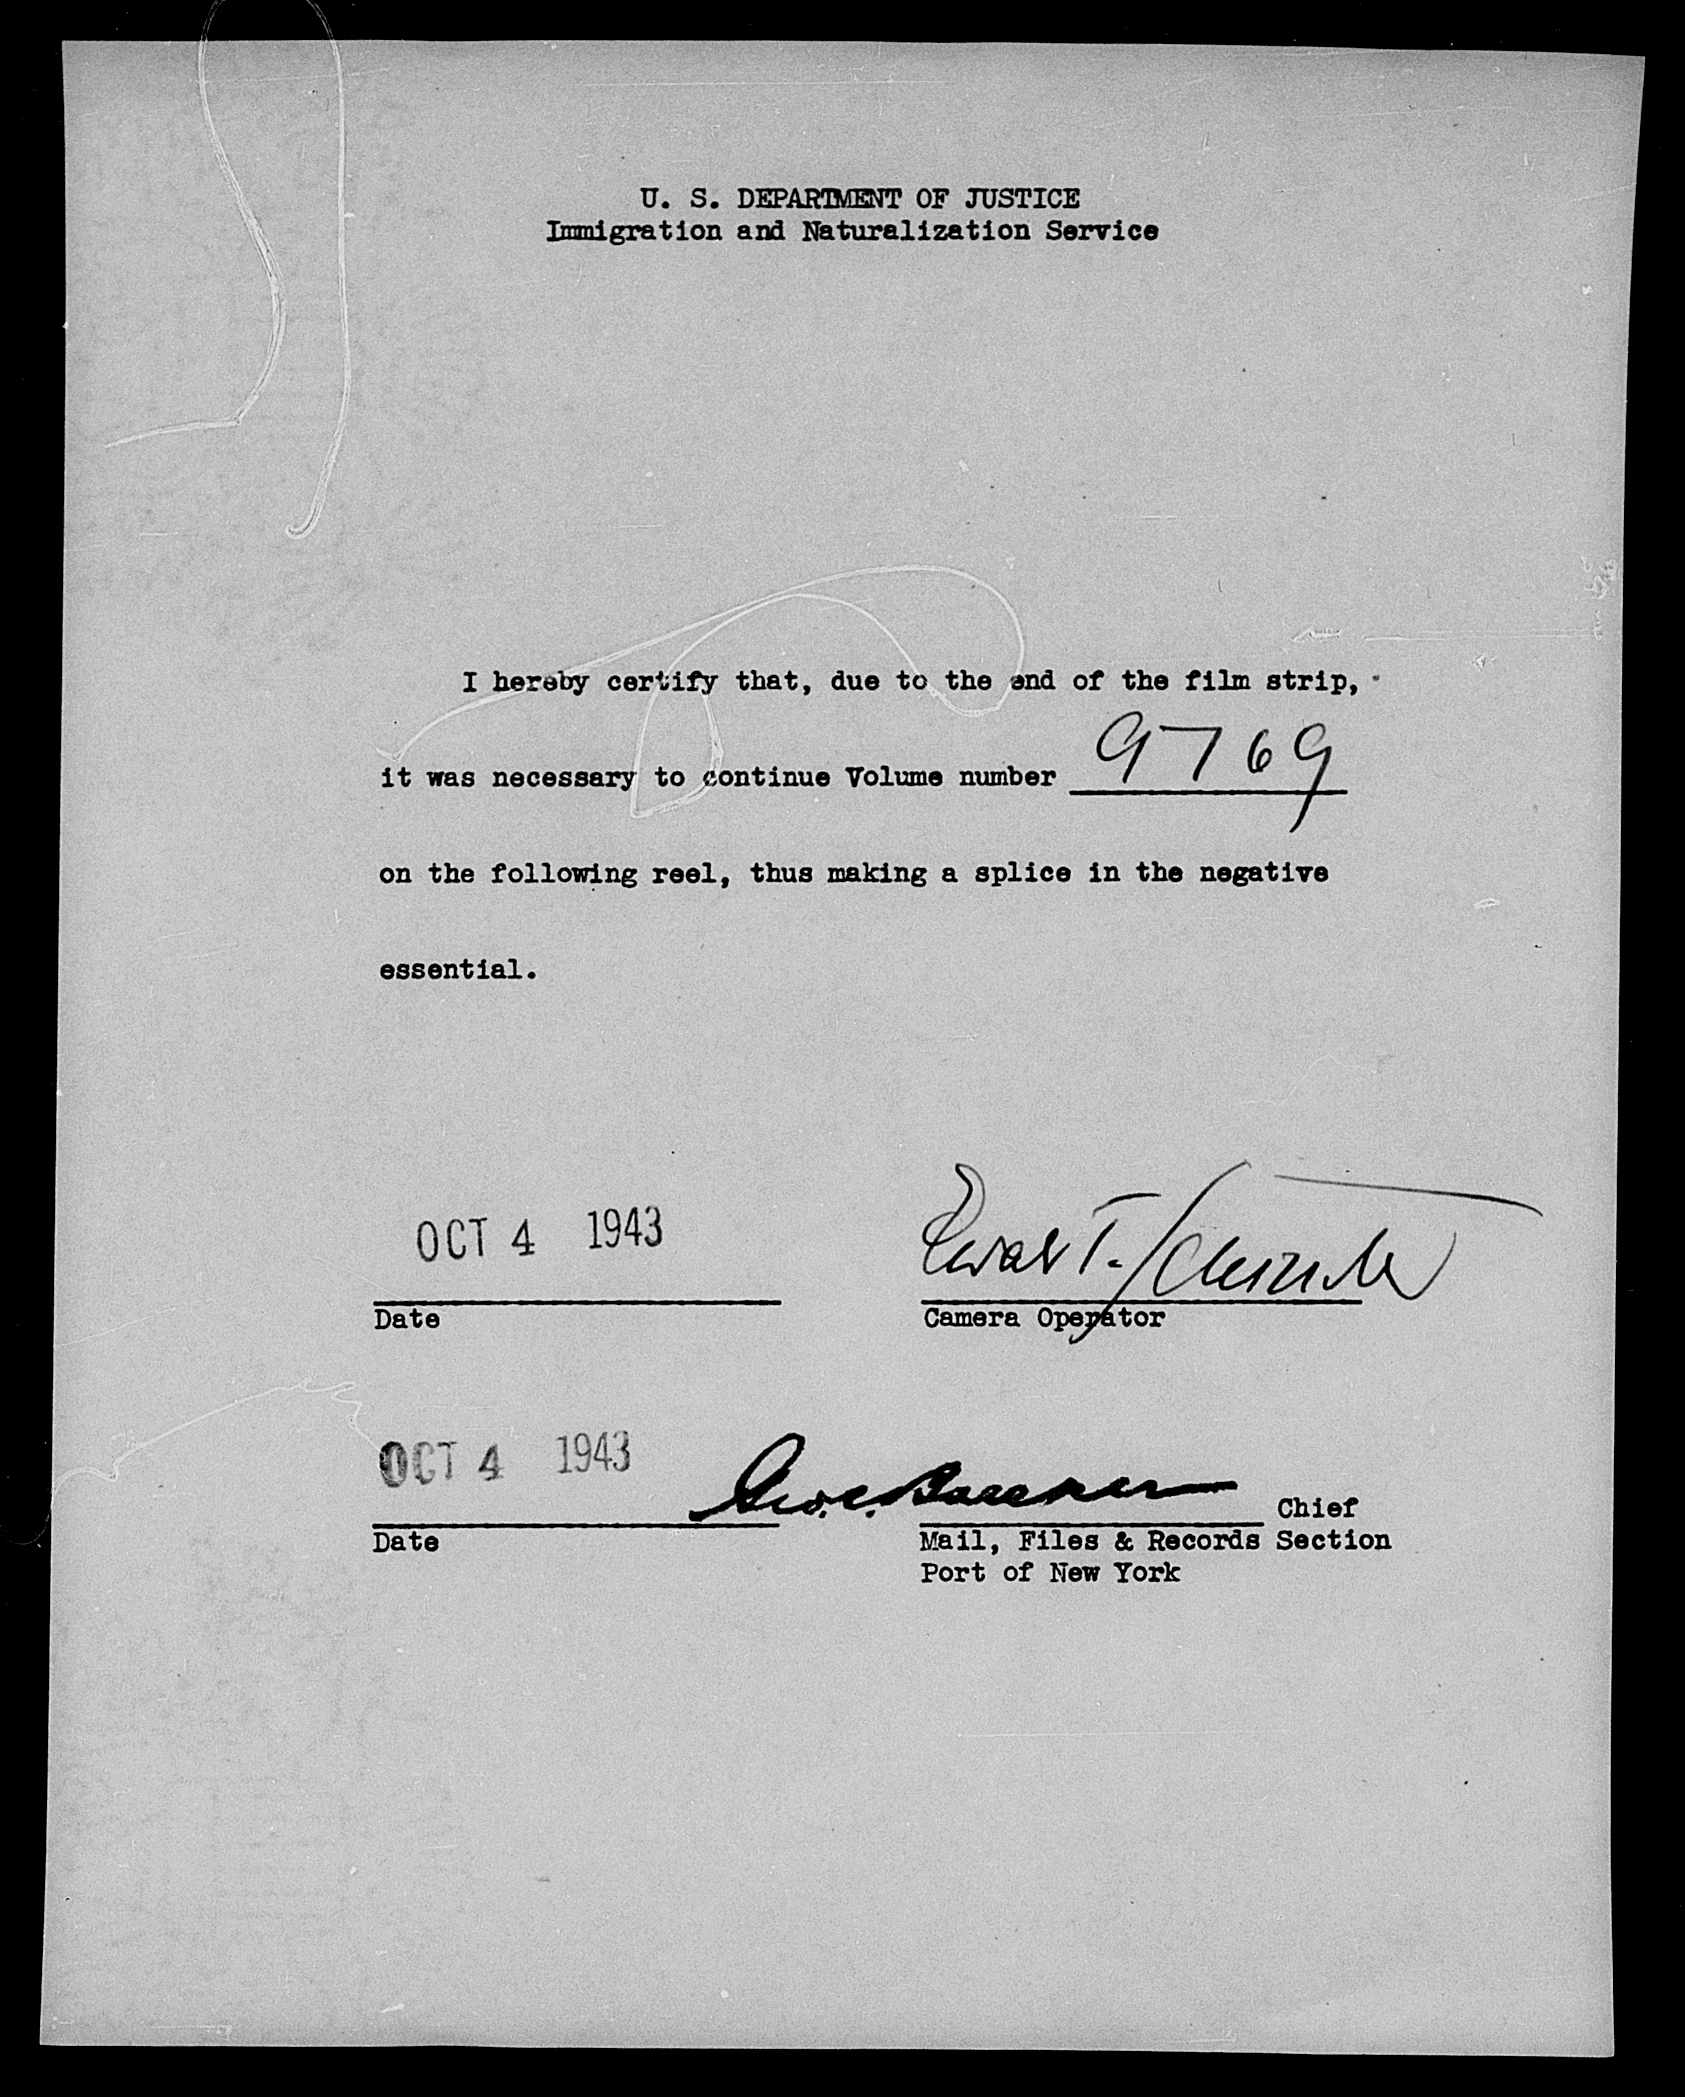 U. S. DEPARTMENT OF JUSTICE
Immigration and Naturalization Service
I hereby certify that, due to the end of the film strip,
it was necessary to continue Volume number 9769
on the following reel, thus making a splice in the negative
essential.
OCT 4 1943
Date
Camera Operator
OCT 4 1943
Geo. C.
Chief
Date
Mail, Files & Records Section
Port of New York